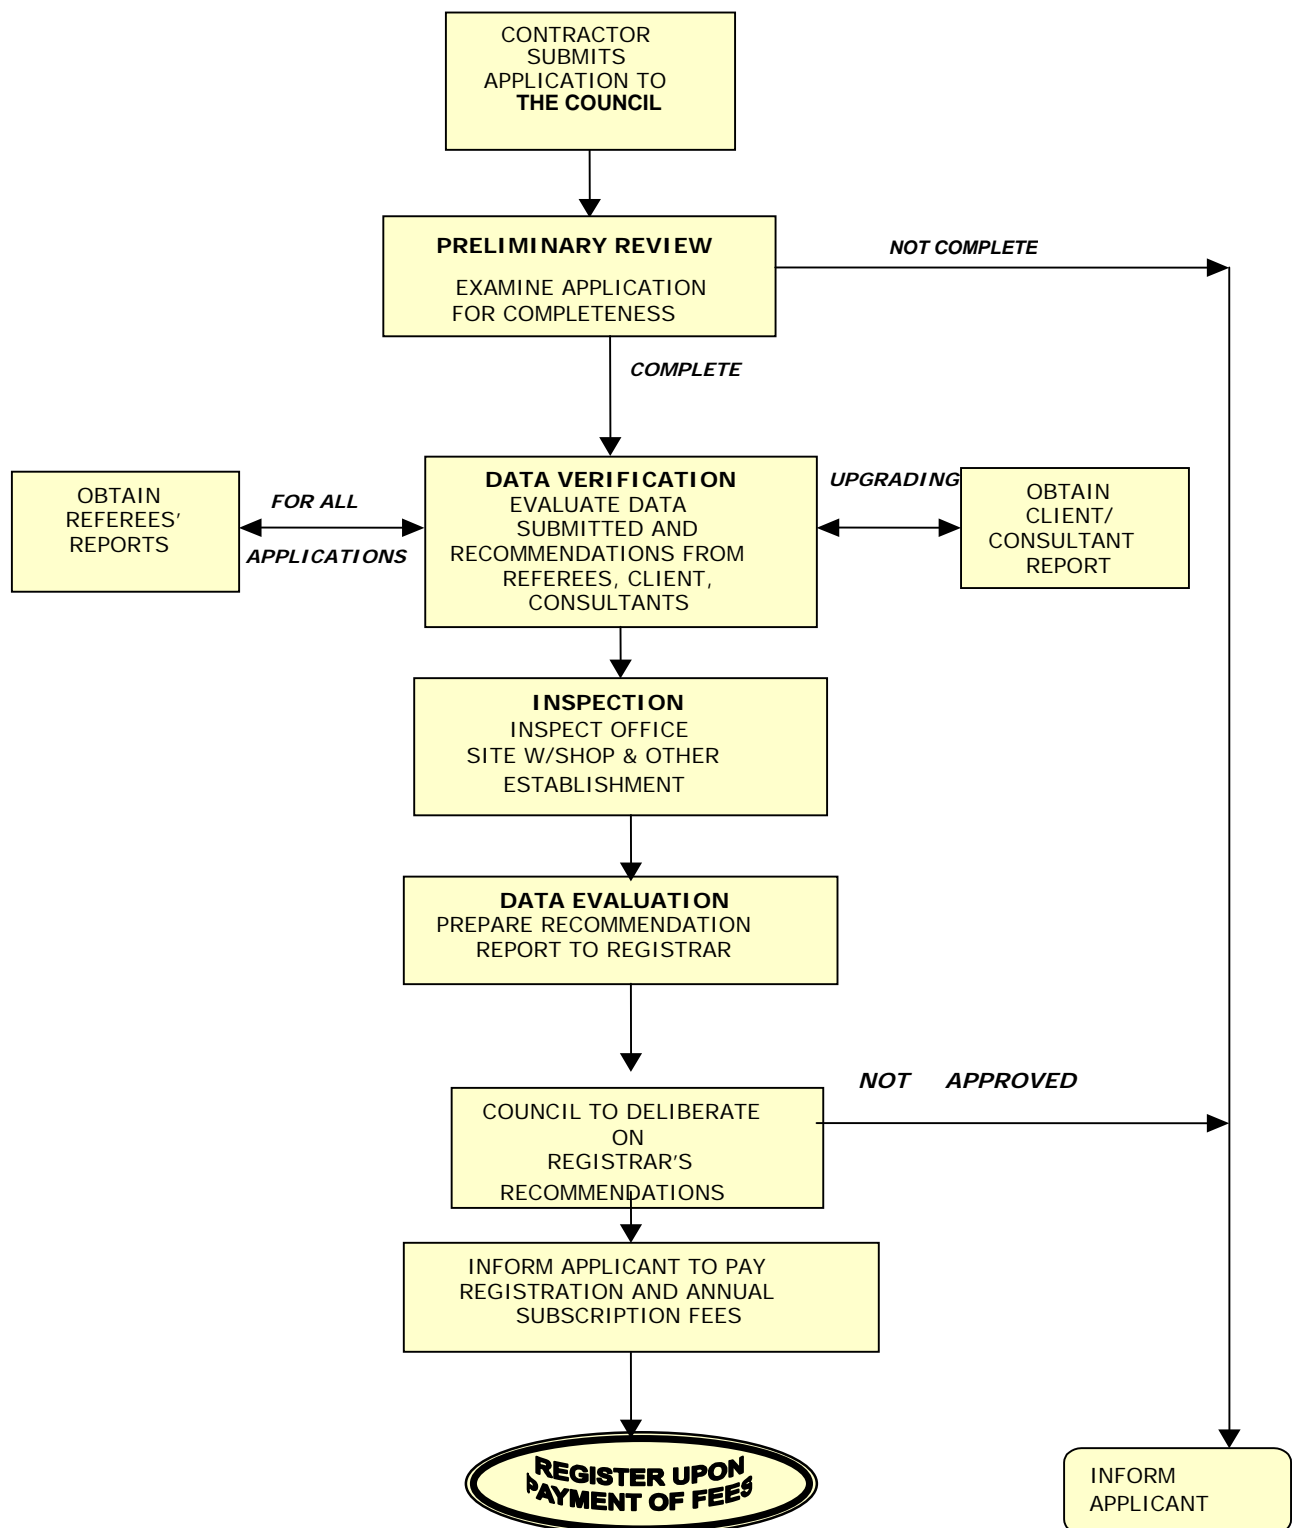 CONTRACTOR
SUBMITS
APPLICATION TO
THE COUNCIL
PRELIMINARY REVIEW
EXAMINE APPLICATION
FOR COMPLETENESS
NOT COMPLETE
COMPLETE
OBTAIN
REFEREES'
REPORTS
FOR ALL
APPLICATIONS
DATA VERIFICATION
EVALUATE DATA
SUBMITTED AND
RECOMMENDATIONS FROM
REFEREES, CLIENT,
CONSULTANTS
UPGRADING
OBTAIN
CLIENT/
CONSULTANT
REPORT
INSPECTION
INSPECT OFFICE
SITE W/SHOP & OTHER
ESTABLISHMENT
DATA EVALUATION
PREPARE RECOMMENDATION
REPORT TO REGISTRAR
NOT APPROVED
COUNCIL TO DELIBERATE
ON
REGISTRAR'S
RECOMMENDATIONS
INFORM APPLICANT TO PAY
REGISTRATION AND ANNUAL
SUBSCRIPTION FEES
REGISTER UPON
PAYMENT OF FEES
INFORM
APPLICANT